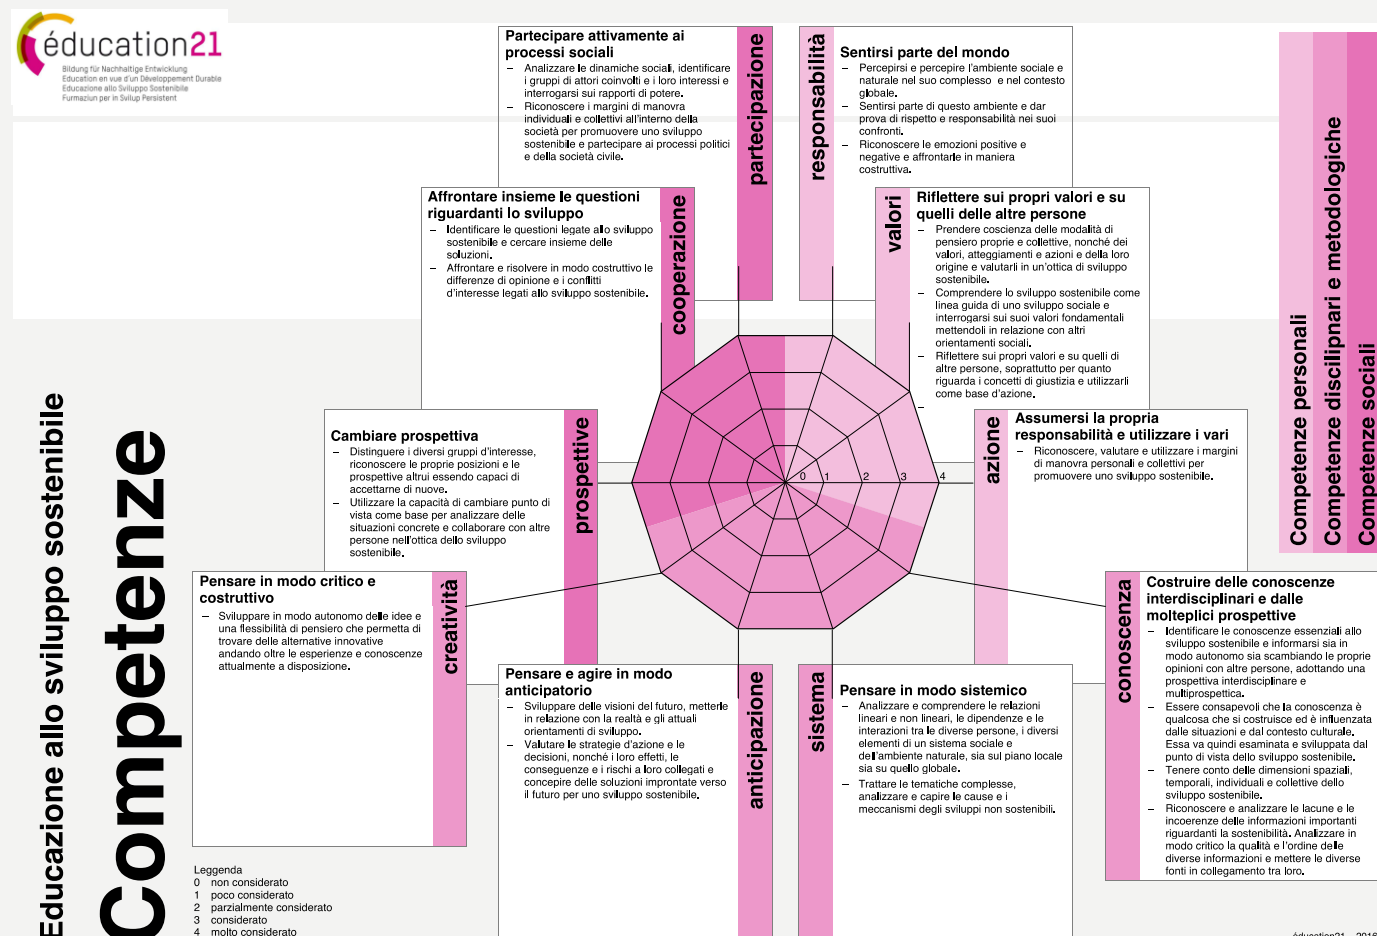 éducation21
Bildung für Nachhaltige Entwicklung
Education en vue d'un Développement Durable
Educazione allo Sviluppo Sostenibile
Furmaziun per in Svilup Persistent
Educazione allo sviluppo sostenibile
Competenze
Partecipare attivamente ai
processi sociali
– Analizzare le dinamiche sociali, identificare
i gruppi di attori coinvolti e i loro interessi e
interrogarsi sui rapporti di potere.
– Riconoscere i margini di manovra
individuali e collettivi all'interno della
società per promuovere uno sviluppo
sostenibile e partecipare ai processi politici
e della società civile.
partecipazione
responsabilità
Sentirsi parte del mondo
– Percepirsi e percepire l'ambiente sociale e
naturale nel suo complesso e nel contesto
globale.
– Sentirsi parte di questo ambiente e dar
prova di rispetto e responsabilità nei suoi
confronti.
– Riconoscere le emozioni positive e
negative e affrontarle in maniera
costruttiva.
Affrontare insieme le questioni
riguardanti lo sviluppo
– Identificare le questioni legate allo sviluppo
sostenibile e cercare insieme delle
soluzioni.
– Affrontare e risolvere in modo costruttivo le
differenze di opinione e i conflitti
d'interesse legati allo sviluppo sostenibile.
cooperazione
valori
Riflettere sui propri valori e su
quelli delle altre persone
– Prendere coscienza delle modalità di
pensiero proprie e collettive, nonché dei
valori, atteggiamenti e azioni e della loro
origine e valutarli in un'ottica di sviluppo
sostenibile.
– Comprendere lo sviluppo sostenibile come
linea guida di uno sviluppo sociale e
interrogarsi su suoi valori fondamentali
mettendoli in relazione con altri
orientamenti sociali.
– Riflettere sui propri valori e su quelli di
altre persone, soprattutto per quanto
riguarda i concetti di giustizia e utilizzarli
come base d'azione.
–
Cambiare prospettiva
– Distinguere i diversi gruppi d'interesse,
riconoscere le proprie posizioni e le
prospettive altrui essendo capaci di
accettarne di nuove.
– Utilizzare la capacità di cambiare punto di
vista come base per analizzare delle
situazioni concrete e collaborare con altre
persone nell'ottica dello sviluppo
sostenibile.
prospettive
0 1 2 3 4
azione
Assumersi la propria
responsabilità e utilizzare i vari
– Riconoscere, valutare e utilizzare i margini
di manovra personali e collettivi per
promuovere uno sviluppo sostenibile.
Competenze personali
Competenze discilipnari e metodologiche
Competenze sociali
Pensare in modo critico e
costruttivo
– Sviluppare in modo autonomo delle idee e
una flessibilità di pensiero che permetta di
trovare delle alternative innovative
andando oltre le esperienze e conoscenze
attualmente a disposizione.
creatività
Pensare e agire in modo
anticipatorio
– Sviluppare delle visioni del futuro, metterle
in relazione con la realtà e gli attuali
orientamenti di sviluppo.
– Valutare le strategie d'azione e le
decisioni, nonché i loro effetti, le
conseguenze e i rischi a loro collegati e
concepire delle soluzioni improntate verso
il futuro per uno sviluppo sostenibile.
anticipazione
sistema
Pensare in modo sistemico
– Analizzare e comprendere le relazioni
lineari e non lineari, le dipendenze e le
interazioni tra le diverse persone, i diversi
elementi di un sistema sociale e
dell'ambiente naturale, sia sul piano locale
sia su quello globale.
– Trattare le tematiche complesse,
analizzare e capire le cause e i
meccanismi degli sviluppi non sostenibili.
conoscenza
Costruire delle conoscenze
interdisciplinari e dalle
molteplici prospettive
– Identificare le conoscenze essenziali allo
sviluppo sostenibile e informarsi sia in
modo autonomo sia scambiando le proprie
opinioni con altre persone, adottando una
prospettiva interdisciplinare e
multiprospettica.
– Essere consapevoli che la conoscenza è
qualcosa che si costruisce ed è influenzata
dalle situazioni e dal contesto culturale.
Essa va quindi esaminata e sviluppata dal
punto di vista dello sviluppo sostenibile.
– Tenere conto delle dimensioni spaziali,
temporali, individuali e collettive dello
sviluppo sostenibile.
– Riconoscere e analizzare le lacune e le
incoerenze delle informazioni importanti
riguardanti la sostenibilità. Analizzare in
modo critico la qualità e l'ordine delle
diverse informazioni e mettere le diverse
fonti in collegamento tra loro.
Leggenda
0 non considerato
1 poco considerato
2 parzialmente considerato
3 considerato
4 molto considerato
éducation21 2016